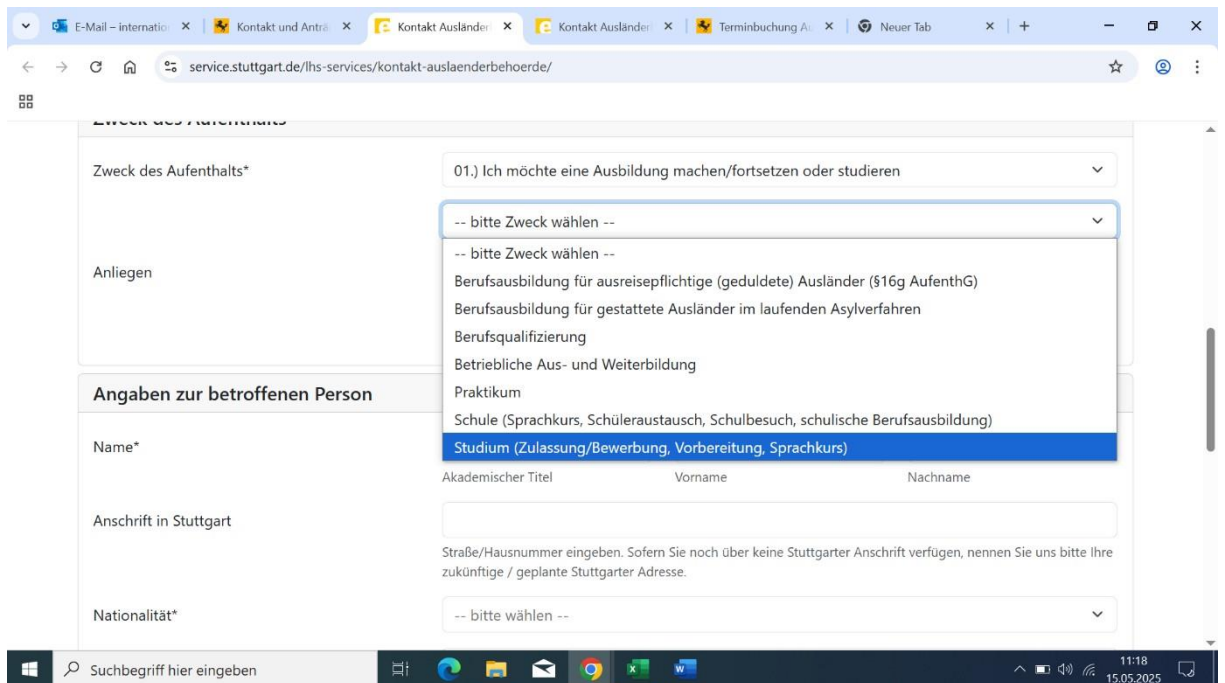 E-Mail – internatio
Kontakt und Anträ
Kontakt Ausländer
Kontakt Ausländer
Terminbuchung Au
Neuer Tab
service.stuttgart.de/lhs-services/kontakt-auslaenderbehoerde/
Zweck des Aufenthalts
Zweck des Aufenthalts*
01.) Ich möchte eine Ausbildung machen/fortsetzen oder studieren
-- bitte Zweck wählen --
-- bitte Zweck wählen --
Anliegen
Berufsausbildung für ausreisepflichtige (geduldete) Ausländer (§16g AufenthG)
Berufsausbildung für gestattete Ausländer im laufenden Asylverfahren
Berufsqualifizierung
Betriebliche Aus- und Weiterbildung
Praktikum
Schule (Sprachkurs, Schüleraustausch, Schulbesuch, schulische Berufsausbildung)
Studium (Zulassung/Bewerbung, Vorbereitung, Sprachkurs)
Angaben zur betroffenen Person
Name*
Akademischer Titel Vorname Nachname
Anschrift in Stuttgart
Straße/Hausnummer eingeben. Sofern Sie noch über keine Stuttgarter Anschrift verfügen, nennen Sie uns bitte Ihre
zukünftige / geplante Stuttgarter Adresse.
Nationalität*
-- bitte wählen --
Suchbegriff hier eingeben
11:18
15.05.2025